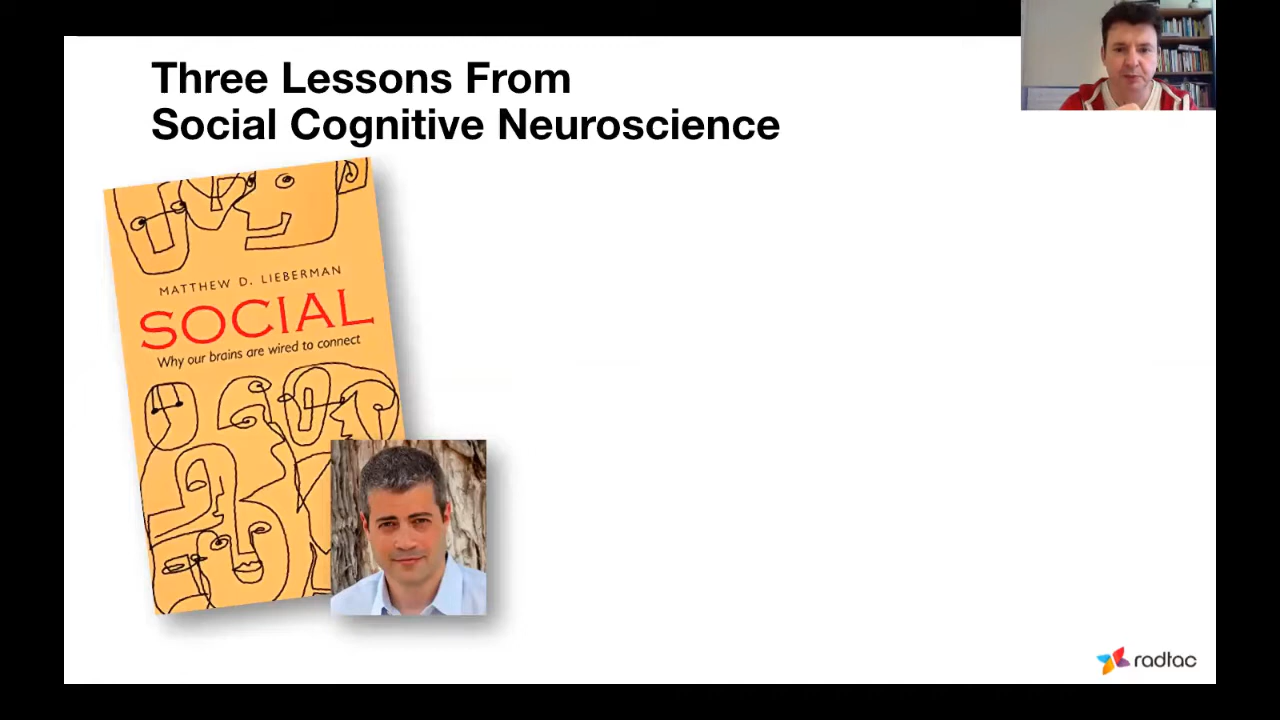 Three Lessons From
Social Cognitive Neuroscience
MATTHEW D. LIEBERMAN
SOCIAL
Why our brains are wired to connect
radtac